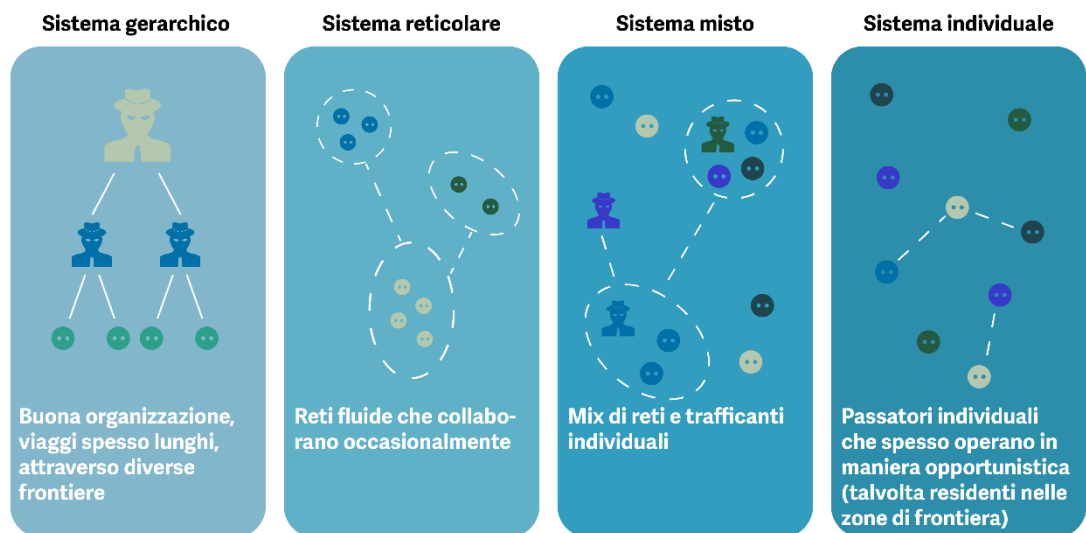 Sistema gerarchico
Sistema reticolare
Sistema misto
Sistema individuale
Buona organizzazione,
viaggi spesso lunghi,
attraverso diverse
frontiere
Reti fluide che collabo-
rano occasionalmente
Mix di reti e trafficanti
individuali
Passatori individuali
che spesso operano in
maniera opportunistica
(talvolta residenti nelle
zone di frontiera)